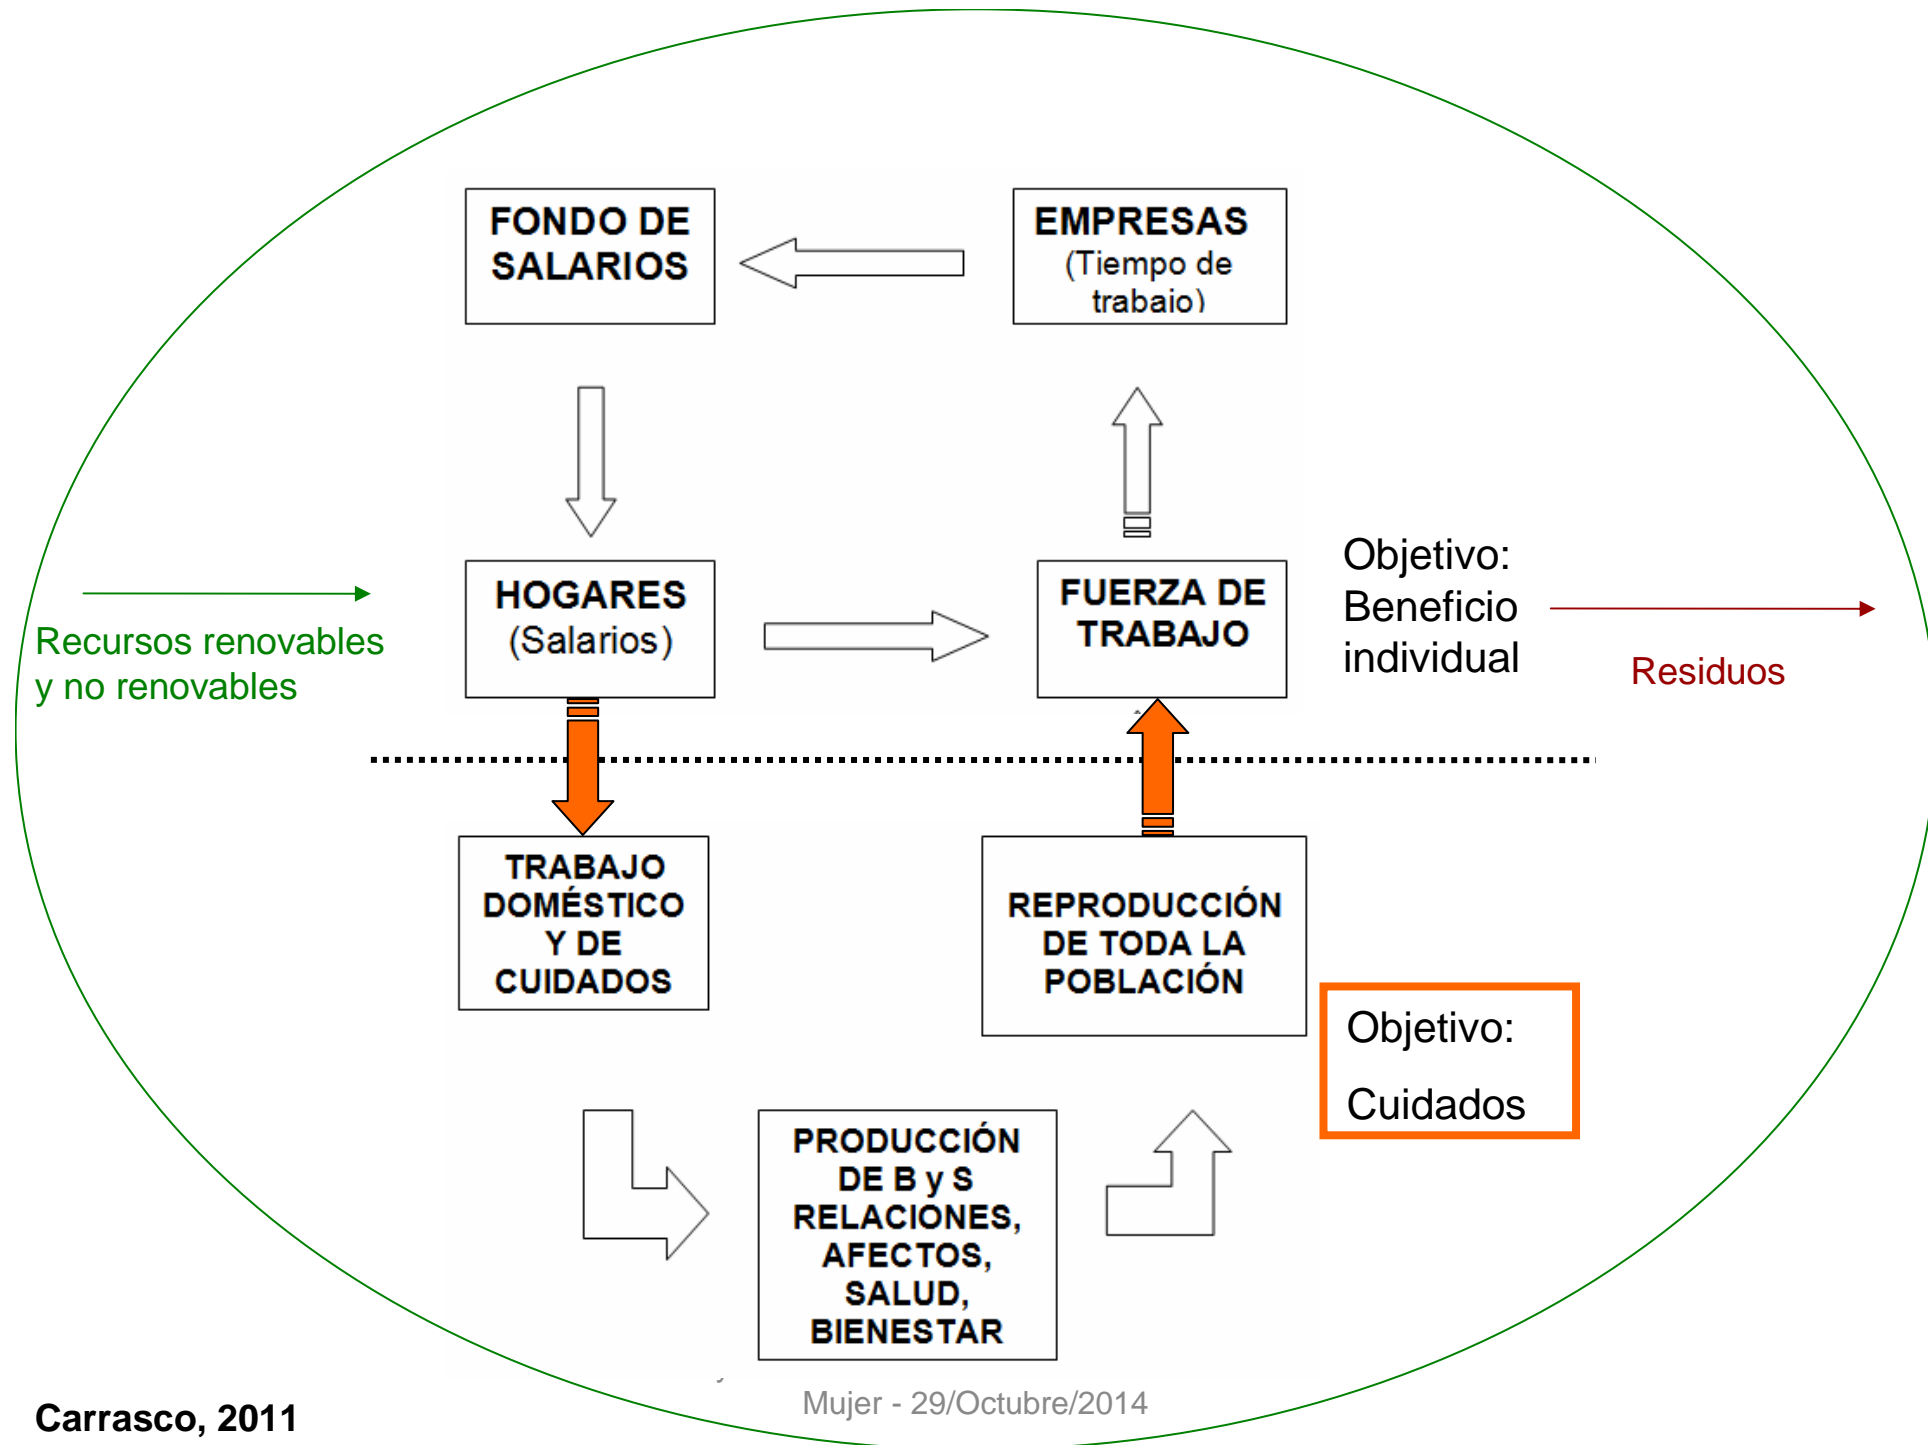 FONDO DE
SALARIOS
EMPRESAS
(Tiempo de
trabajo)
HOGARES
(Salarios)
FUERZA DE
TRABAJO
Objetivo:
Beneficio
individual
Recursos renovables
y no renovables
Residuos
TRABAJO
DOMÉSTICO
Y DE
CUIDADOS
REPRODUCCIÓN
DE TODA LA
POBLACIÓN
Objetivo:
Cuidados
PRODUCCIÓN
DE B y S
RELACIONES,
AFECTOS,
SALUD,
BIENESTAR
Mujer - 29/Octubre/2014
Carrasco, 2011